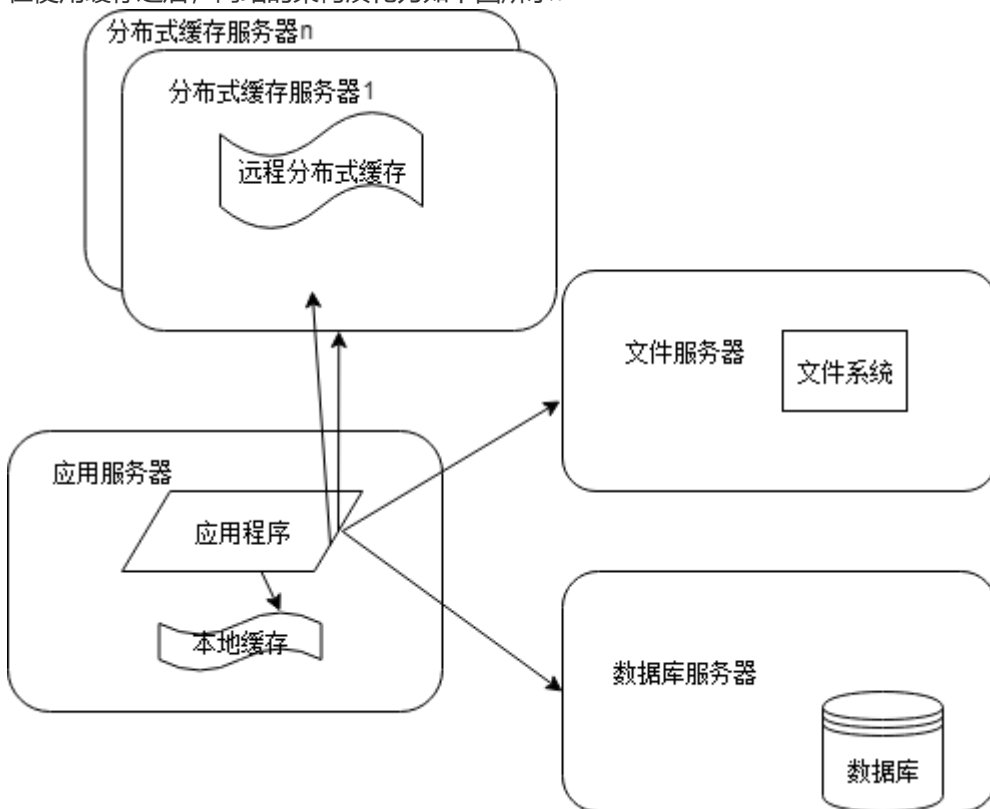 分布式缓存服务器n
分布式缓存服务器1
远程分布式缓存
文件服务器
文件系统
应用服务器
应用程序
本地缓存
数据库服务器
数据库